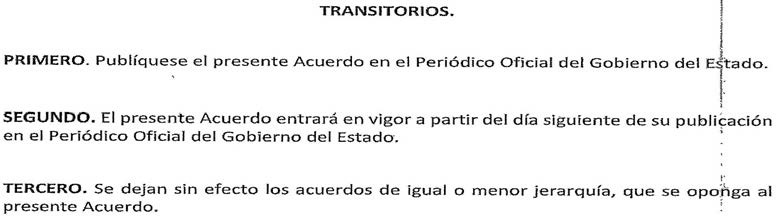 TRANSITORIOS.
PRIMERO. Publíquese el presente Acuerdo en el Periódico Oficial del Gobierno del Estado.
SEGUNDO. El presente Acuerdo entrará en vigor a partir del día siguiente de su publicación
en el Periódico Oficial del Gobierno del Estado.
TERCERO. Se dejan sin efecto los acuerdos de igual o menor jerarquía, que se oponga al
presente Acuerdo.